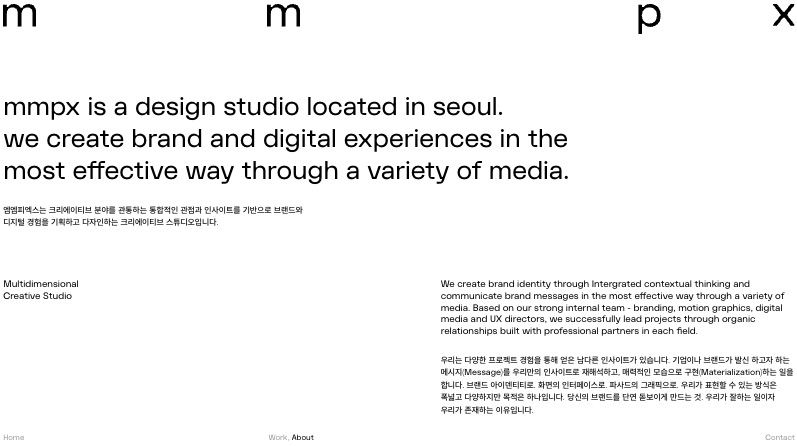 m m p x
mmpx is a design studio located in seoul.
we create brand and digital experiences in the
most effective way through a variety of media.
엠엠피엑스는 크리에이티브 분야를 관통하는 통합적인 관점과 인사이트를 기반으로 브랜드와
디지털 경험을 기획하고 디자인하는 크리에이티브 스튜디오입니다.
Multidimensional
Creative Studio
We create brand identity through Intergrated contextual thinking and
communicate brand messages in the most effective way through a variety of
media. Based on our strong internal team - branding, motion graphics, digital
media and UX directors, we successfully lead projects through organic
relationships built with professional partners in each field.
우리는 다양한 프로젝트 경험을 통해 얻은 남다른 인사이트가 있습니다. 기업이나 브랜드가 발신 하고자 하는
메시지(Message)를 우리만의 인사이트로 재해석하고, 매력적인 모습으로 구현(Materialization)하는 일을
합니다. 브랜드 아이덴티티로. 화면의 인터페이스로. 파사드의 그래픽으로. 우리가 표현할 수 있는 방식은
폭넓고 다양하지만 목적은 하나입니다. 당신의 브랜드를 단연 돋보이게 만드는 것. 우리가 잘하는 일이자
우리가 존재하는 이유입니다.
Home Work, About Contact